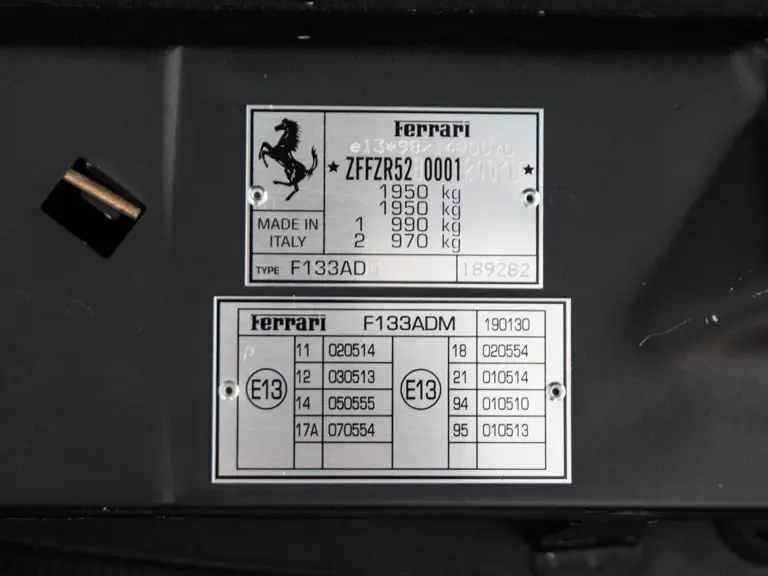 Ferrari
★ ZFFZR52 0001 ★
1950 kg
1950 kg
1 990 kg
2 970 kg
MADE IN
ITALY
TYPE F133AD 189282
Ferrari F133ADM 190130
E13 11 020514 E13 18 020554
12 030513 21 010514
14 050555 94 010510
17A 070554 95 010513